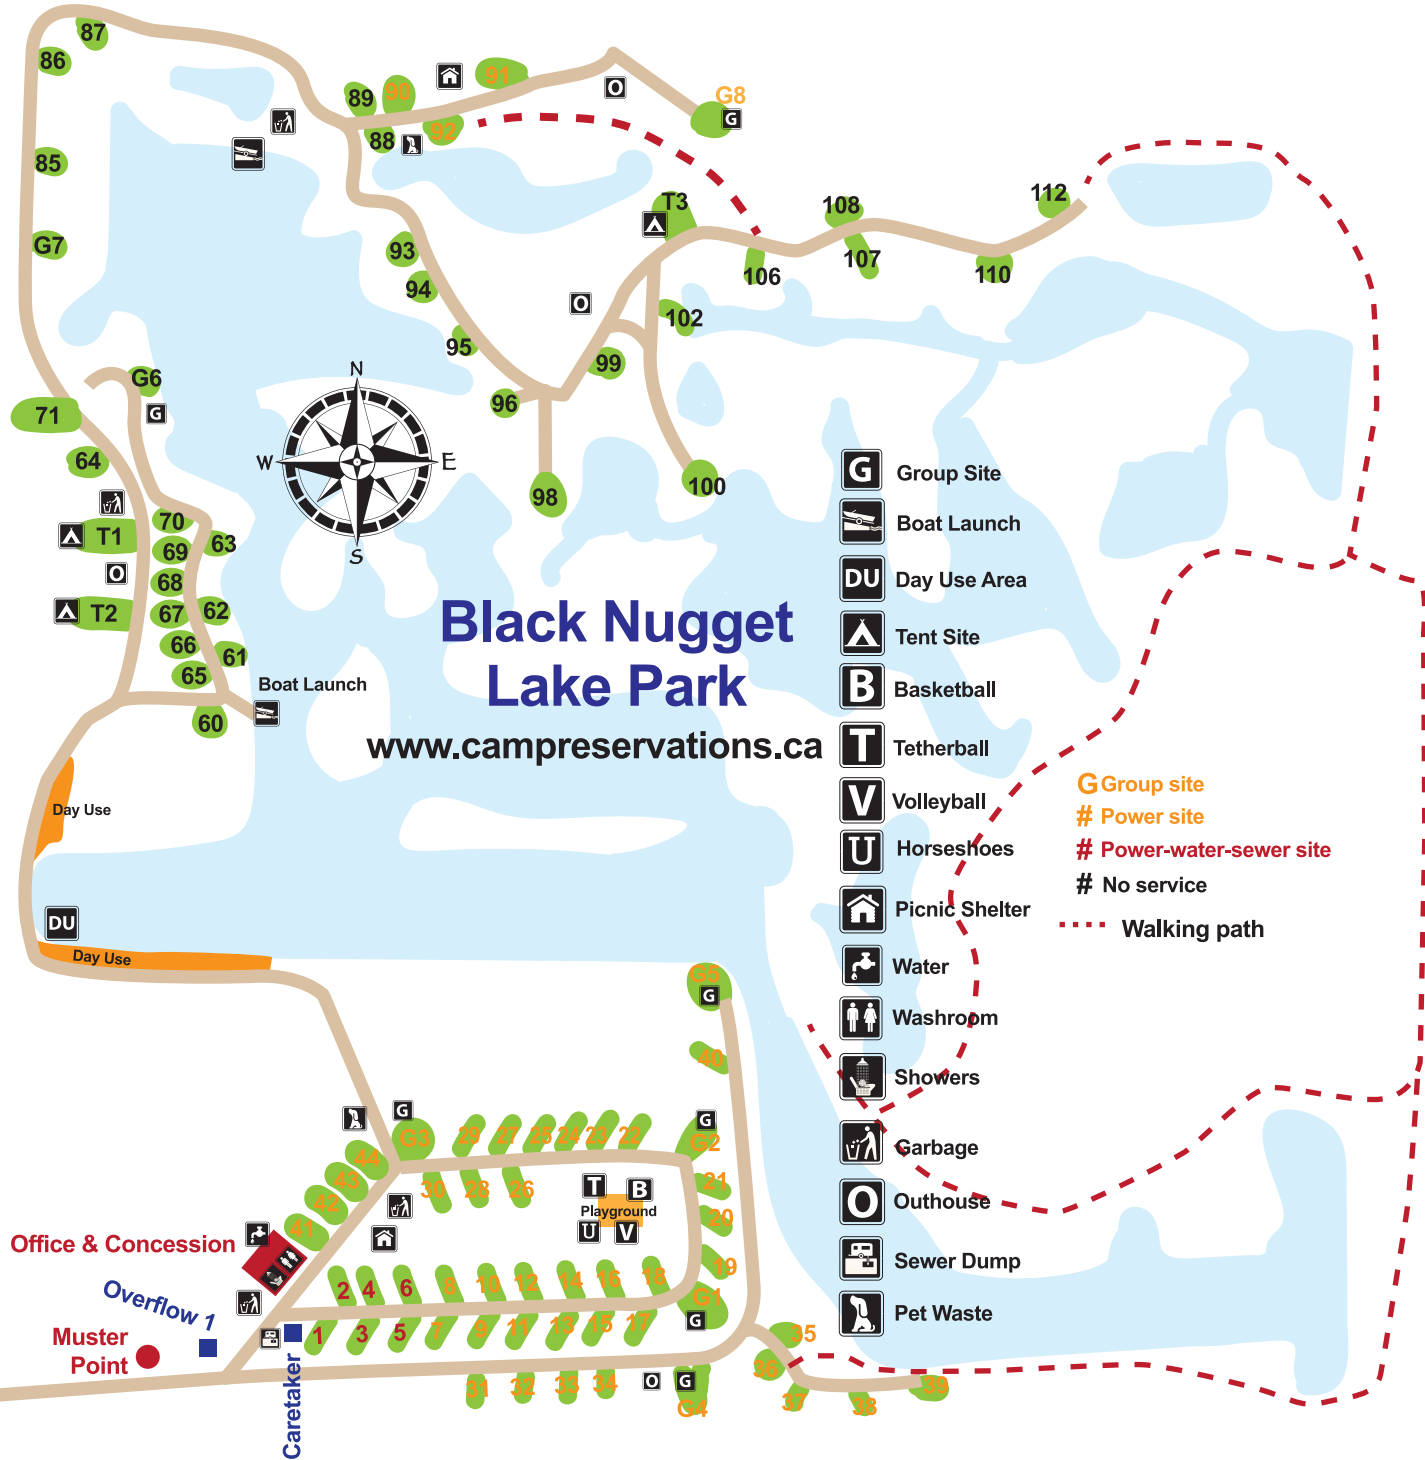 87
86
89
90
91
G8
G
O
88
92
85
G7
T3
112
108
107
106
110
93
94
95
102
O
99
96
98
100
G6
G
71
64
70
T1
69
63
O
68
T2
67
62
66
61
65
60
N
W
E
S
Boat Launch
Black Nugget
Lake Park
www.campreservations.ca
G Group Site
Boat Launch
DU Day Use Area
Tent Site
B Basketball
T Tetherball
V Volleyball
U Horseshoes
Picnic Shelter
Water
Washroom
Showers
Garbage
O Outhouse
Sewer Dump
Pet Waste
G Group site
# Power site
# Power-water-sewer site
# No service
Walking path
Day Use
DU
Day Use
G5
G
40
G
G3
29
27
25
24
23
22
G
G2
44
43
42
41
30
28
26
T
B
Playground
U
V
21
20
19
Office & Concession
Overflow 1
Muster
Point
Caretaker
2
4
6
8
10
12
14
16
18
G1
G
1
3
5
7
9
11
13
15
17
31
32
33
34
O
G
G4
35
36
37
38
39